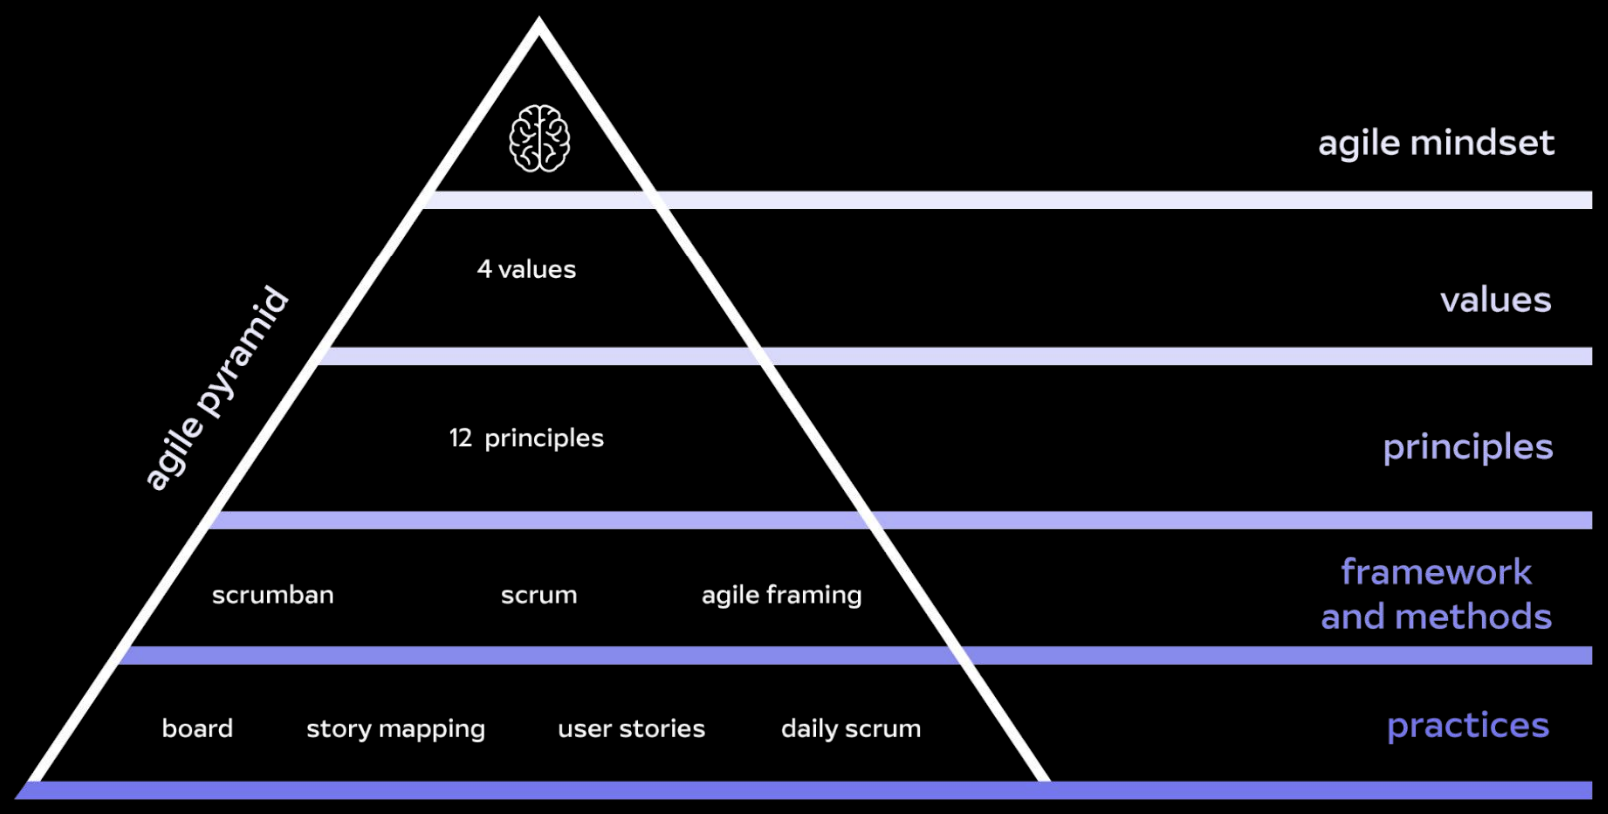 agile mindset
4 values
values
agile pyramid
12 principles
principles
scrumban
scrum
agile framing
framework
and methods
board
story mapping
user stories
daily scrum
practices